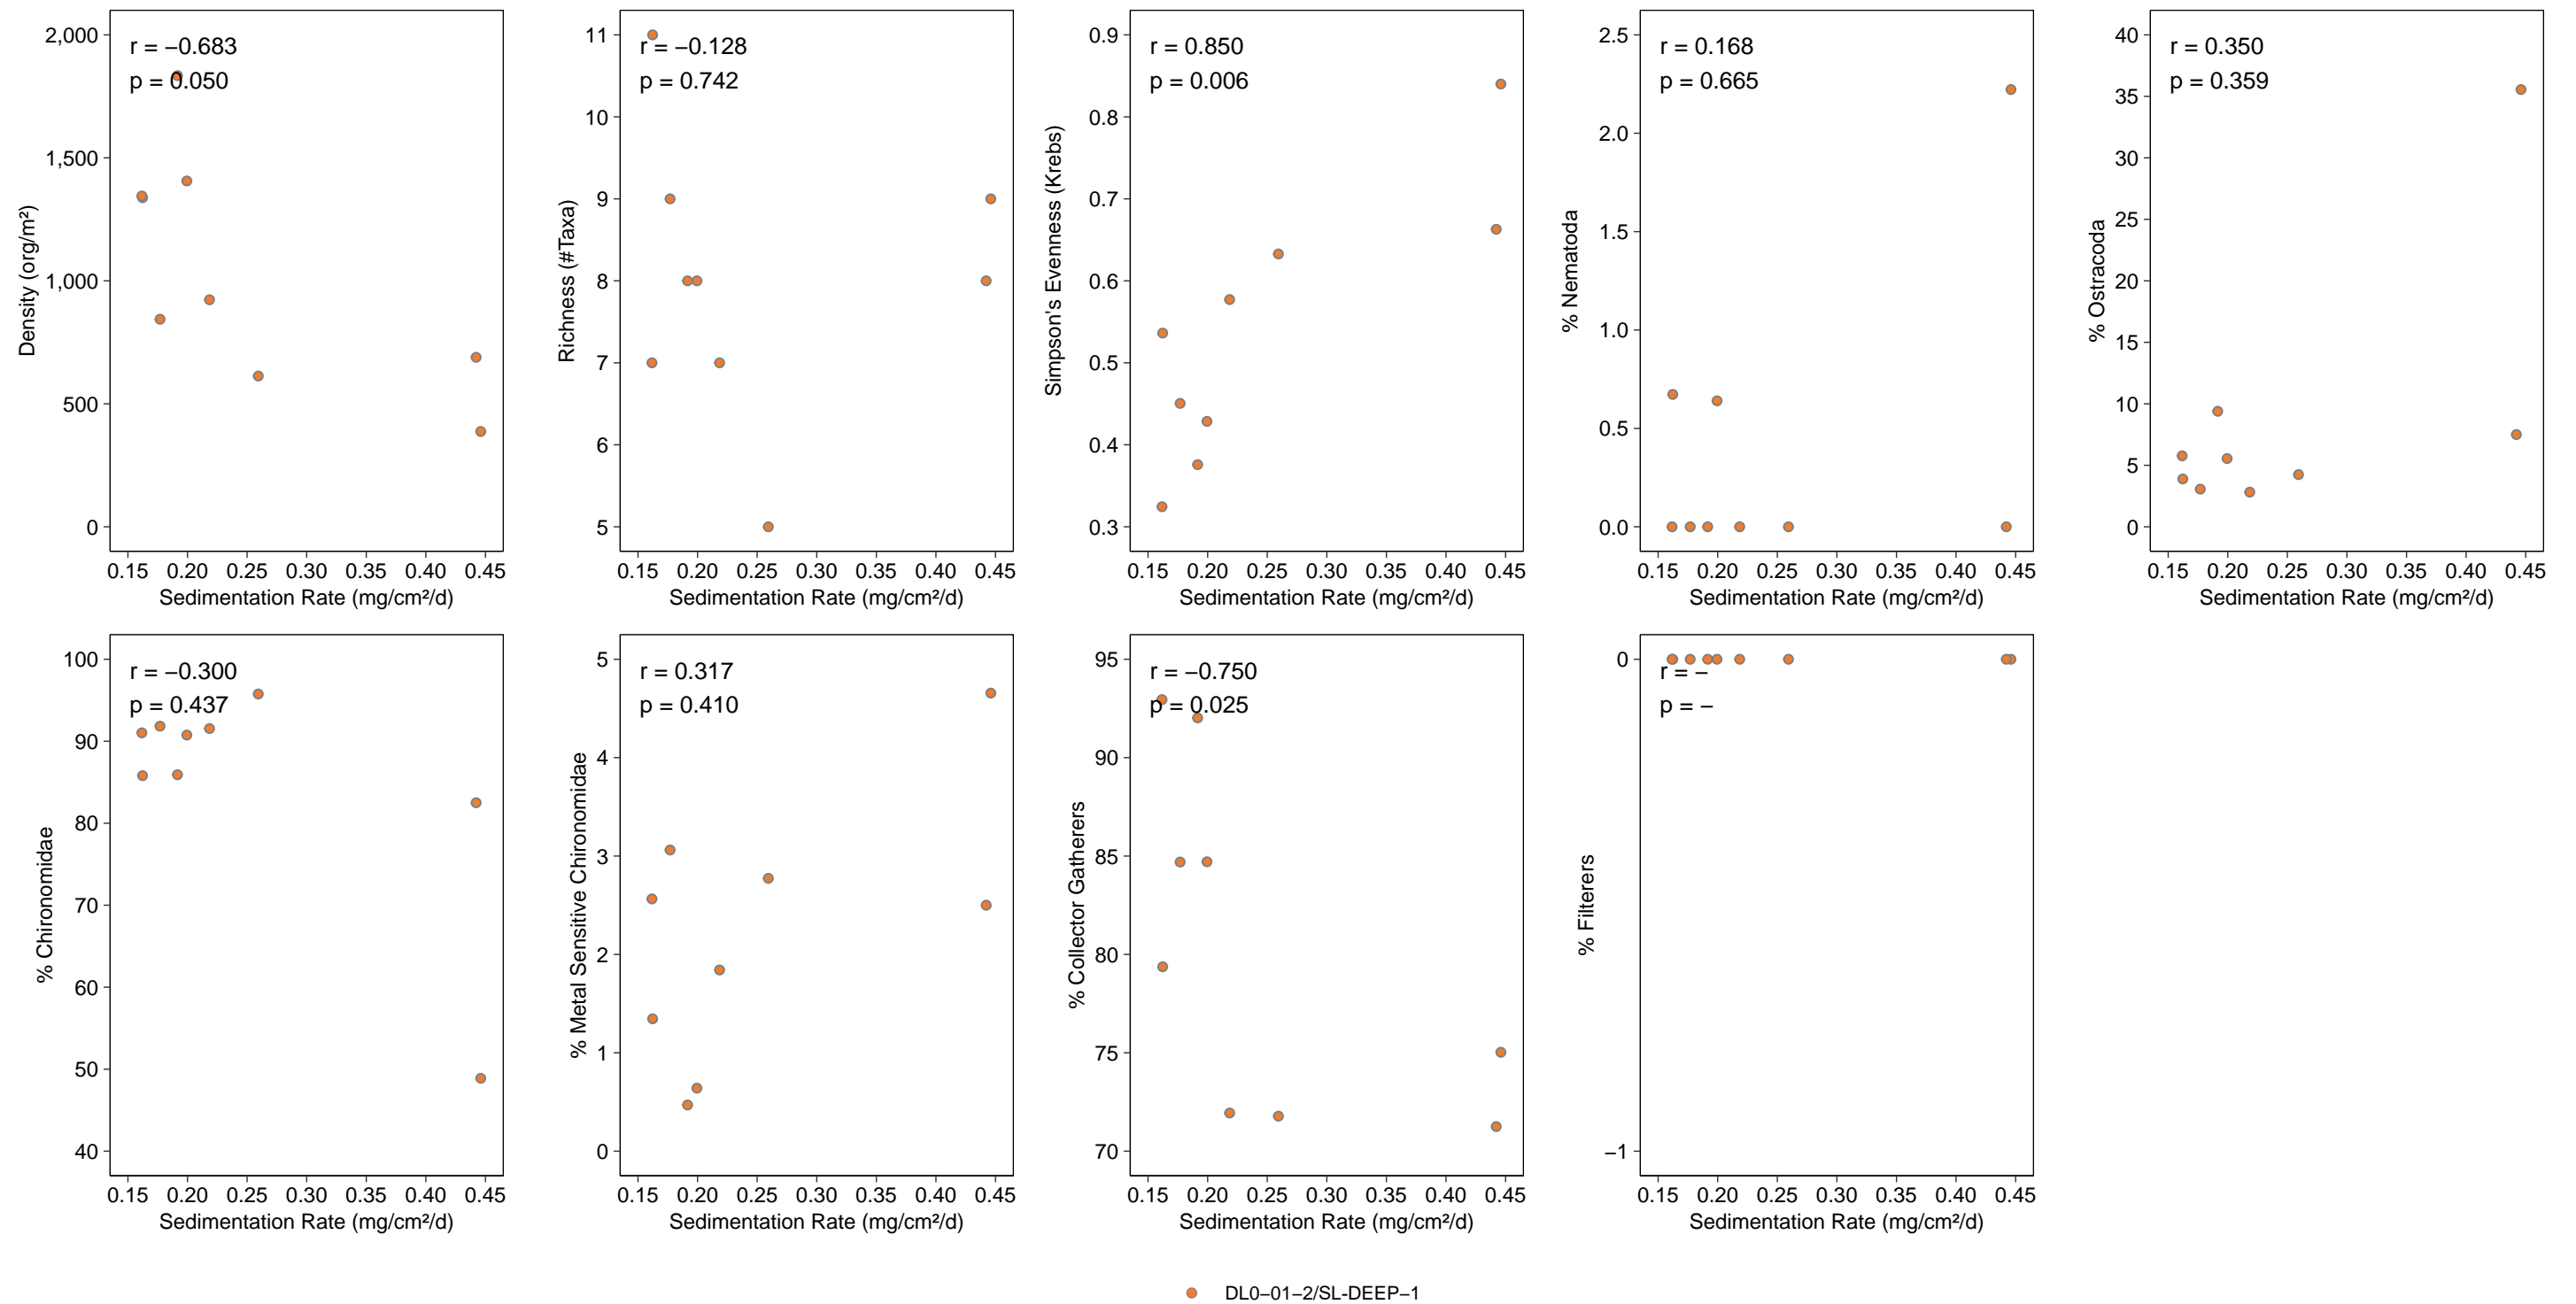 r = −0.683
p = 0.050
2,000
1,500
1,000
500
0
Density (org/m²)
0.15 0.20 0.25 0.30 0.35 0.40 0.45
Sedimentation Rate (mg/cm²/d)
r = −0.128
p = 0.742
11
10
9
8
7
6
5
Richness (#Taxa)
0.15 0.20 0.25 0.30 0.35 0.40 0.45
Sedimentation Rate (mg/cm²/d)
r = 0.850
p = 0.006
0.9
0.8
0.7
0.6
0.5
0.4
0.3
Simpson's Evenness (Krebs)
0.15 0.20 0.25 0.30 0.35 0.40 0.45
Sedimentation Rate (mg/cm²/d)
r = 0.168
p = 0.665
2.5
2.0
1.5
1.0
0.5
0.0
% Nematoda
0.15 0.20 0.25 0.30 0.35 0.40 0.45
Sedimentation Rate (mg/cm²/d)
r = 0.350
p = 0.359
40
35
30
25
20
15
10
5
0
% Ostracoda
0.15 0.20 0.25 0.30 0.35 0.40 0.45
Sedimentation Rate (mg/cm²/d)
r = −0.300
p = 0.437
100
90
80
70
60
50
40
% Chironomidae
0.15 0.20 0.25 0.30 0.35 0.40 0.45
Sedimentation Rate (mg/cm²/d)
r = 0.317
p = 0.410
5
4
3
2
1
0
% Metal Sensitive Chironomidae
0.15 0.20 0.25 0.30 0.35 0.40 0.45
Sedimentation Rate (mg/cm²/d)
r = −0.750
p = 0.025
95
90
85
80
75
70
% Collector Gatherers
0.15 0.20 0.25 0.30 0.35 0.40 0.45
Sedimentation Rate (mg/cm²/d)
r = −
p = −
0
−1
% Filterers
0.15 0.20 0.25 0.30 0.35 0.40 0.45
Sedimentation Rate (mg/cm²/d)
DL0−01−2/SL-DEEP−1